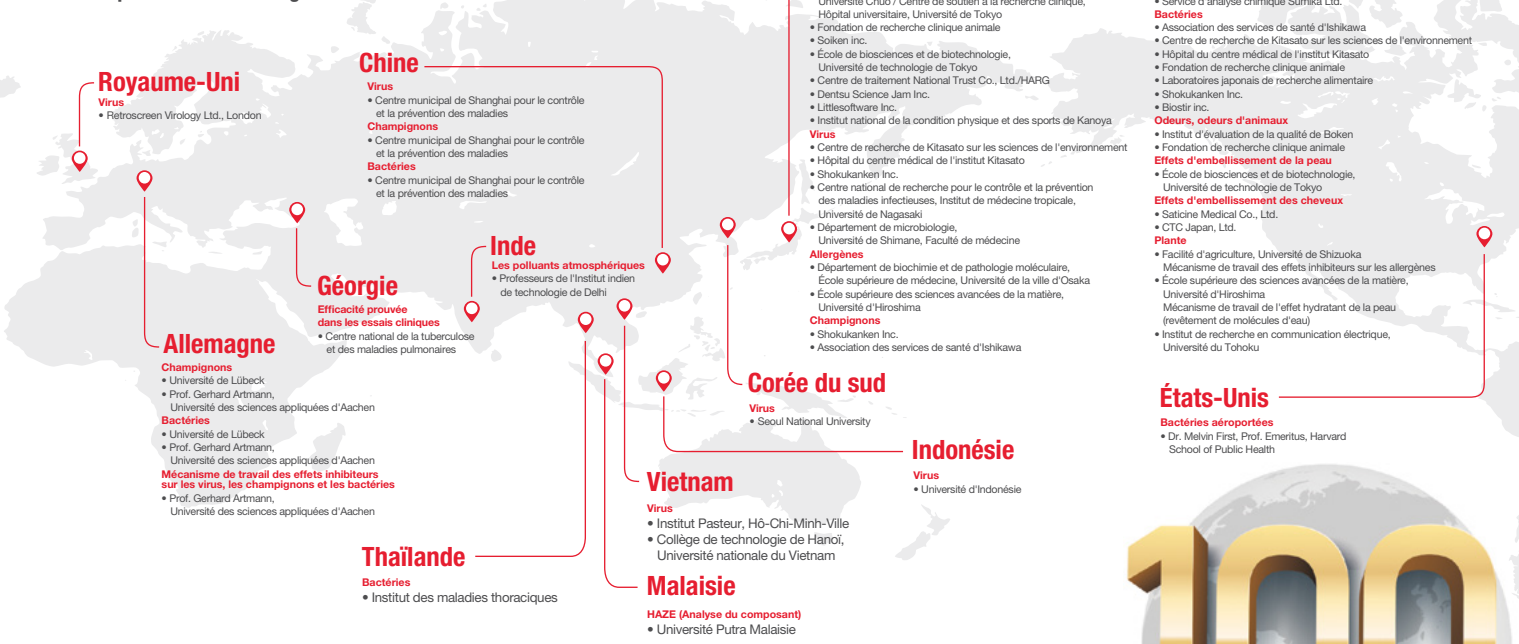 Royaume-Uni
Virus
• Retroscreen Virology Ltd., London
Chine
Virus
• Centre municipal de Shanghai pour le contrôle
et la prévention des maladies
Champignons
• Centre municipal de Shanghai pour le contrôle
et la prévention des maladies
Bactéries
• Centre municipal de Shanghai pour le contrôle
et la prévention des maladies
Inde
Les polluants atmosphériques
• Professeurs de l'Institut indien
de technologie de Delhi
Géorgie
Efficacité prouvée
dans les essais cliniques
• Centre national de la tuberculose
et des maladies pulmonaires
Allemagne
Champignons
• Université de Lübeck
• Prof. Gerhard Artmann,
Université des sciences appliquées d'Aachen
Bactéries
• Université de Lübeck
• Prof. Gerhard Artmann,
Université des sciences appliquées d'Aachen
Mécanisme de travail des effets inhibiteurs
sur les virus, les champignons et les bactéries
• Prof. Gerhard Artmann,
Université des sciences appliquées d'Aachen
Thaïlande
Bactéries
• Institut des maladies thoraciques
Université Chuo / Centre de soutien à la recherche clinique,
Hôpital universitaire, Université de Tokyo
• Fondation de recherche clinique animale
• Soiken inc.
• École de biosciences et de biotechnologie,
Université de technologie de Tokyo
• Centre de traitement National Trust Co., Ltd./HARG
• Dentsu Science Jam Inc.
• Littlesoftware Inc.
• Institut national de la condition physique et des sports de Kanoya
Virus
• Centre de recherche de Kitasato sur les sciences de l'environnement
• Hôpital du centre médical de l'institut Kitasato
• Shokukanken Inc.
• Centre national de recherche pour le contrôle et la prévention
des maladies infectieuses, Institut de médecine tropicale,
Université de Nagasaki
• Département de microbiologie,
Université de Shimane, Faculté de médecine
Allergènes
• Département de biochimie et de pathologie moléculaire,
École supérieure de médecine, Université de la ville d'Osaka
• École supérieure des sciences avancées de la matière,
Université d'Hiroshima
Champignons
• Shokukanken Inc.
• Association des services de santé d'Ishikawa
• Service d'analyse chimique Sumika Ltd.
Bactéries
• Association des services de santé d'Ishikawa
• Centre de recherche de Kitasato sur les sciences de l'environnement
• Hôpital du centre médical de l'institut Kitasato
• Fondation de recherche clinique animale
• Laboratoires japonais de recherche alimentaire
• Shokukanken Inc.
• Biostir inc.
Odeurs, odeurs d'animaux
• Institut d'évaluation de la qualité de Boken
• Fondation de recherche clinique animale
Effets d'embellissement de la peau
• École de biosciences et de biotechnologie,
Université de technologie de Tokyo
Effets d'embellissement des cheveux
• Saticine Medical Co., Ltd.
• CTC Japan, Ltd.
Plante
• Facilité d'agriculture, Université de Shizuoka
Mécanisme de travail des effets inhibiteurs sur les allergènes
• École supérieure des sciences avancées de la matière,
Université d'Hiroshima
Mécanisme de travail de l'effet hydratant de la peau
(revêtement de molécules d'eau)
• Institut de recherche en communication électrique,
Université du Tohoku
Corée du sud
Virus
• Seoul National University
Indonésie
Virus
• Université d'Indonésie
Vietnam
Virus
• Institut Pasteur, Hô-Chi-Minh-Ville
• Collège de technologie de Hanoï,
Université nationale du Vietnam
Malaisie
HAZE (Analyse du composant)
• Université Putra Malaisie
États-Unis
Bactéries aéroportées
• Dr. Melvin First, Prof. Emeritus, Harvard
School of Public Health
100